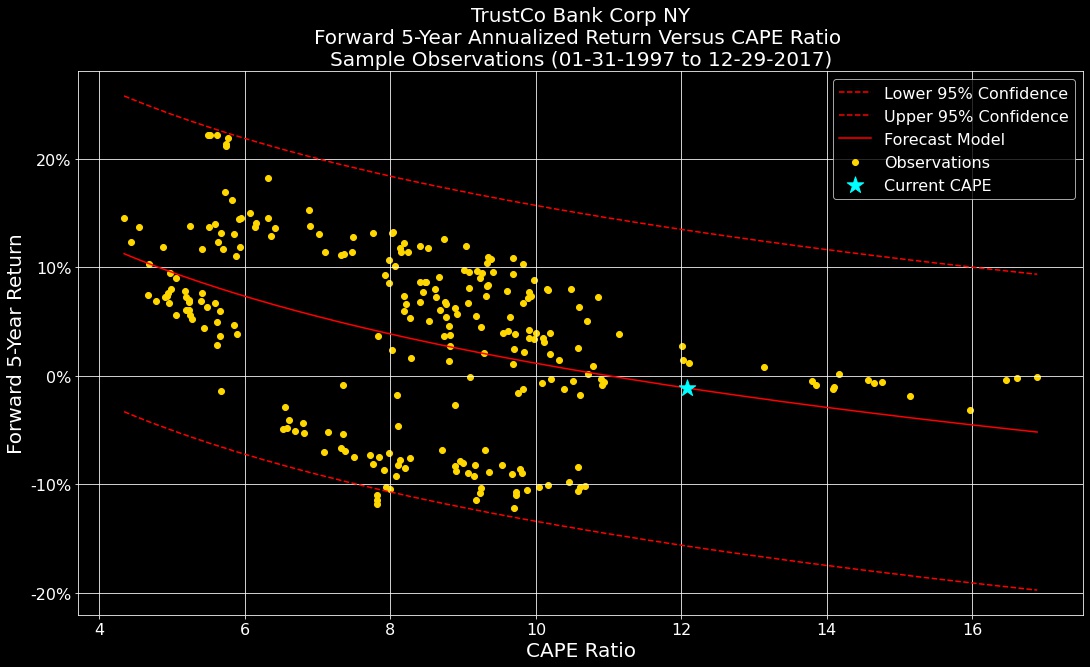 TrustCo Bank Corp NY
Forward 5-Year Annualized Return Versus CAPE Ratio
Sample Observations (01-31-1997 to 12-29-2017)
Lower 95% Confidence
Upper 95% Confidence
Forecast Model
Observations
Current CAPE
Forward 5-Year Return
20%
10%
0%
-10%
-20%
4 6 8 10 12 14 16
CAPE Ratio